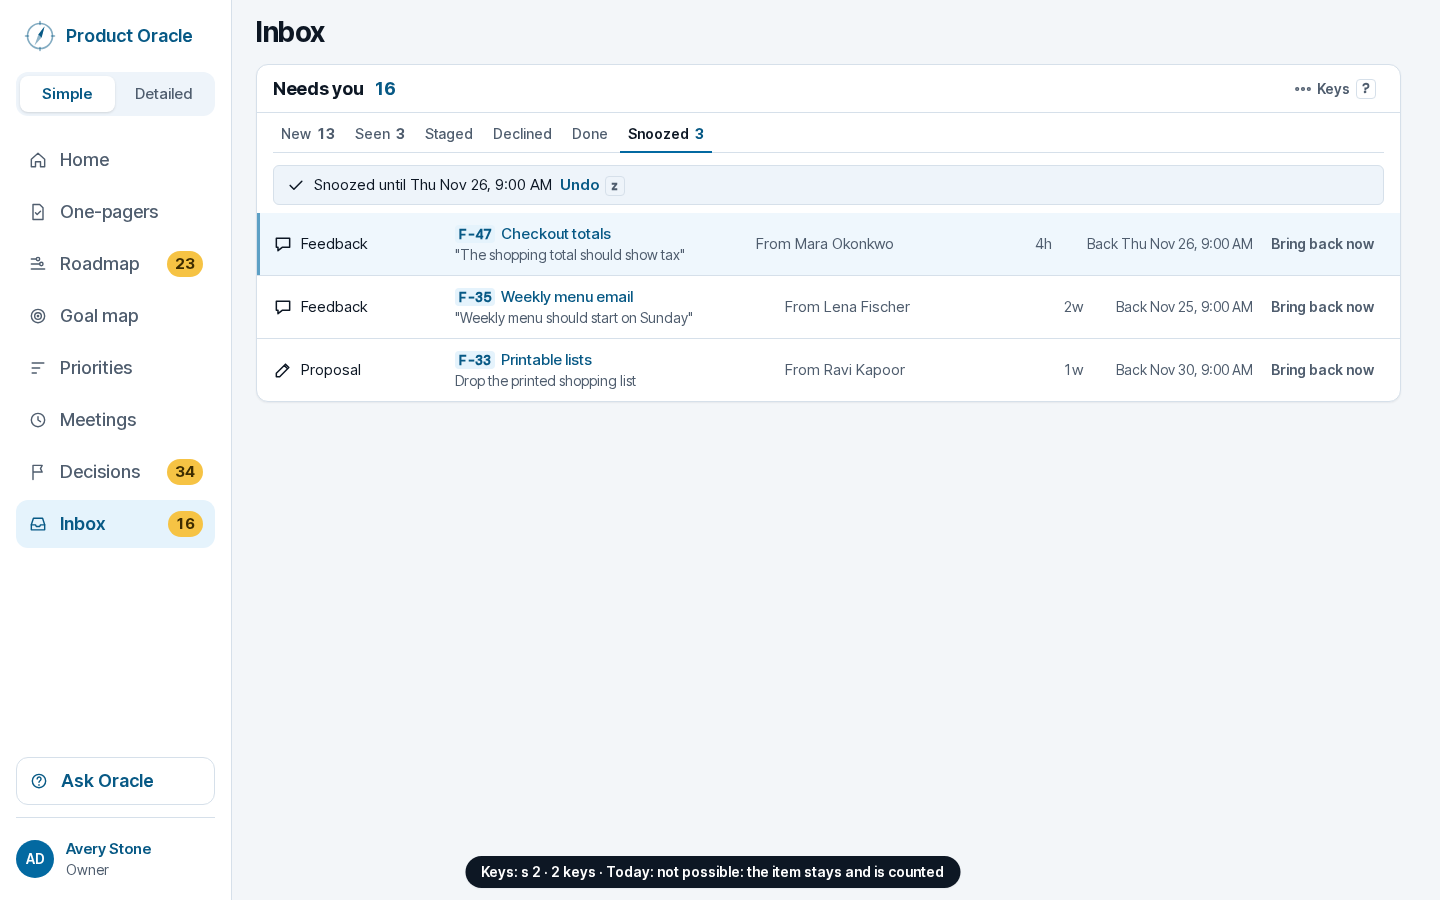 Product Oracle
Simple Detailed
Home
One-pagers
Roadmap 23
Goal map
Priorities
Meetings
Decisions 34
Inbox 16
Ask Oracle
AD Avery Stone
Owner
Inbox
Needs you 16 Keys ?
New 13 Seen 3 Staged Declined Done Snoozed 3
Snoozed until Thu Nov 26, 9:00 AM Undo z
Feedback F-47 Checkout totals From Mara Okonkwo 4h Back Thu Nov 26, 9:00 AM Bring back now
"The shopping total should show tax"
Feedback F-35 Weekly menu email From Lena Fischer 2w Back Nov 25, 9:00 AM Bring back now
"Weekly menu should start on Sunday"
Proposal F-33 Printable lists From Ravi Kapoor 1w Back Nov 30, 9:00 AM Bring back now
Drop the printed shopping list
Keys: s 2 · 2 keys · Today: not possible: the item stays and is counted